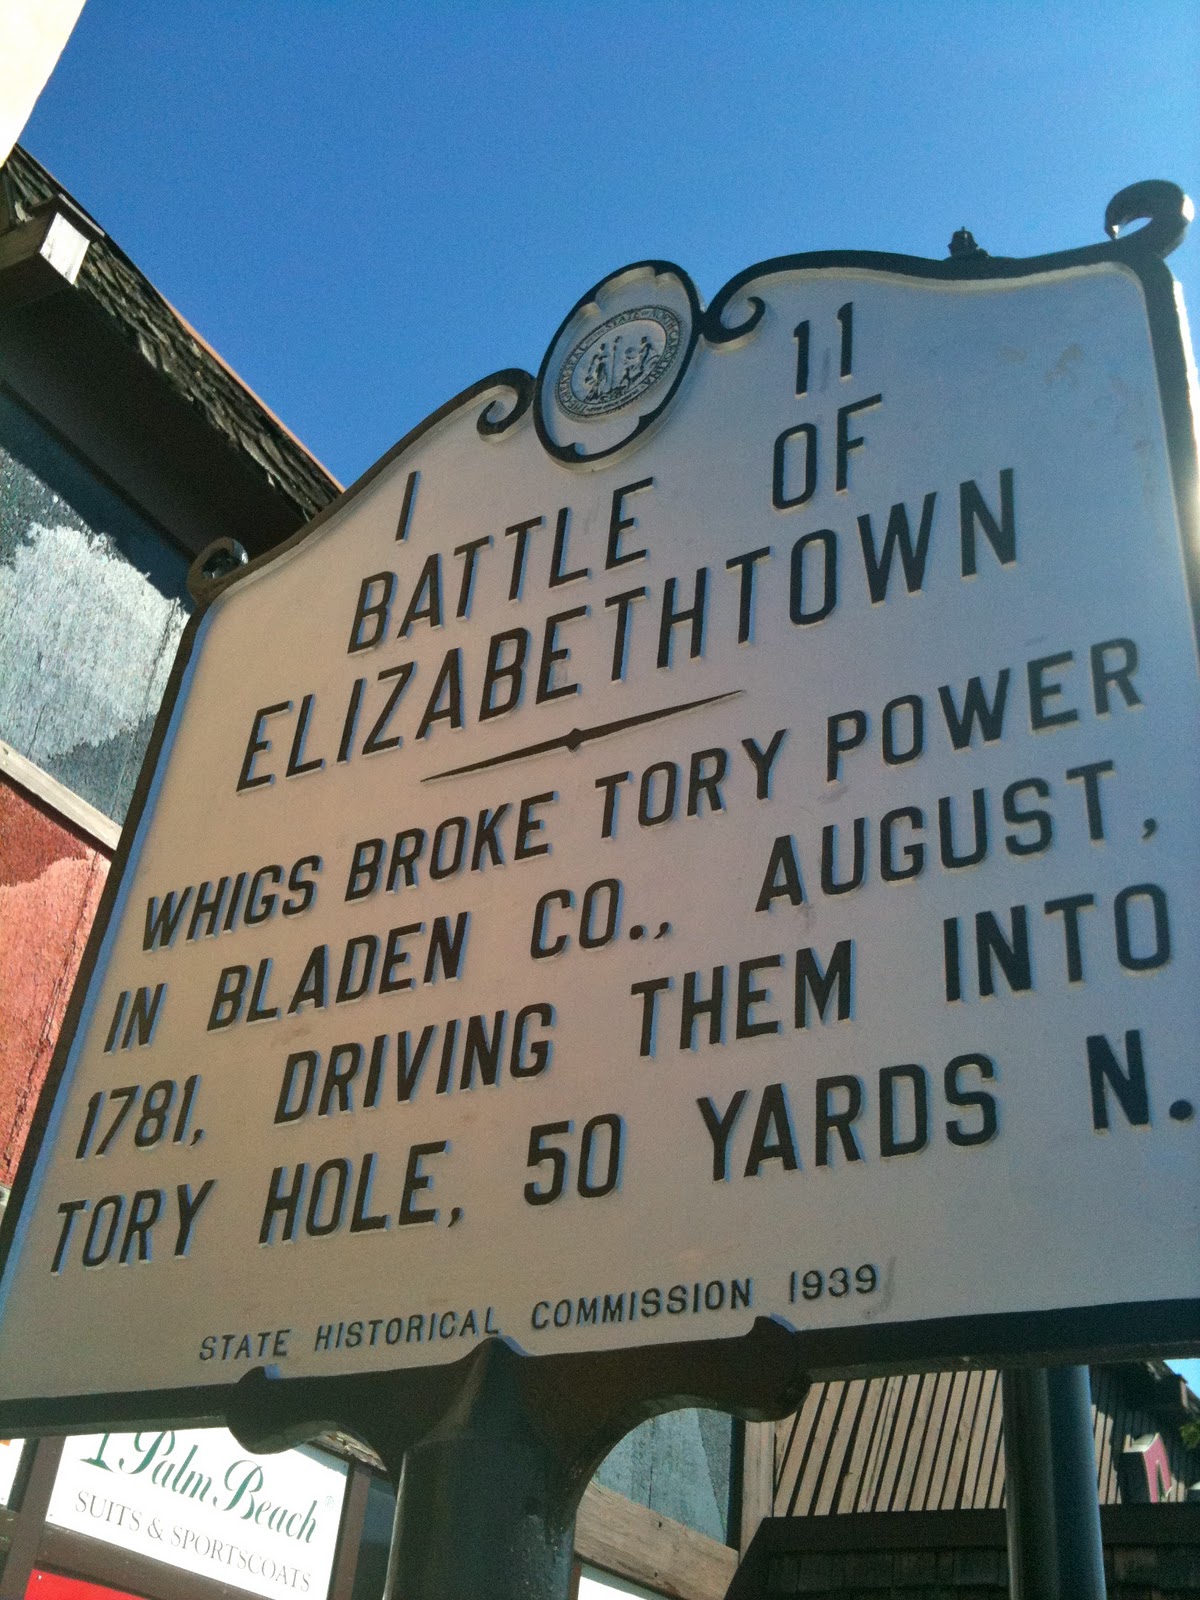 I 11
BATTLE OF
ELIZABETHTOWN
WHIGS BROKE TORY POWER
IN BLADEN CO., AUGUST,
1781, DRIVING THEM INTO
TORY HOLE, 50 YARDS N.
STATE HISTORICAL COMMISSION 1939
Palm Beach®
SUITS & SPORTSCOATS